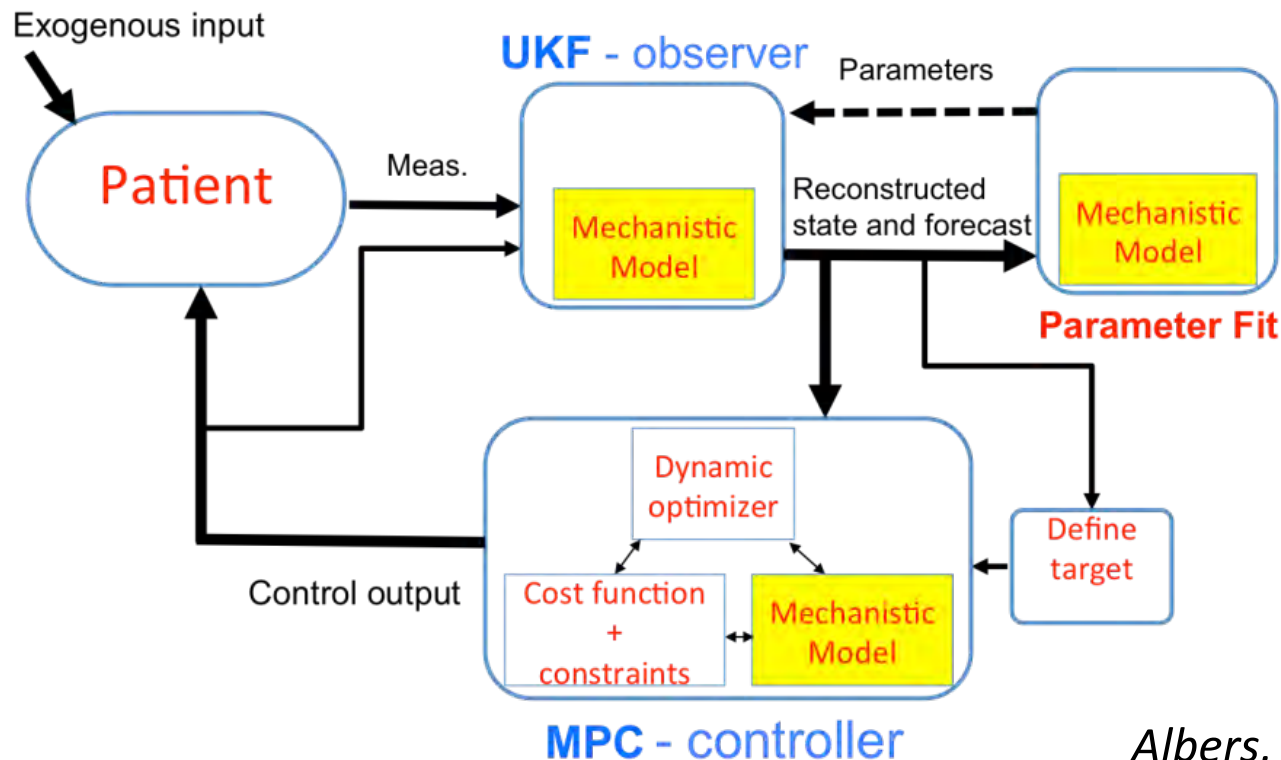 Exogenous input
UKF - observer
Parameters
Patient
Meas.
Mechanistic
Model
Reconstructed
state and forecast
Mechanistic
Model
Parameter Fit
Dynamic
optimizer
Define
target
Control output
Cost function
+
constraints
Mechanistic
Model
MPC - controller
Albers.